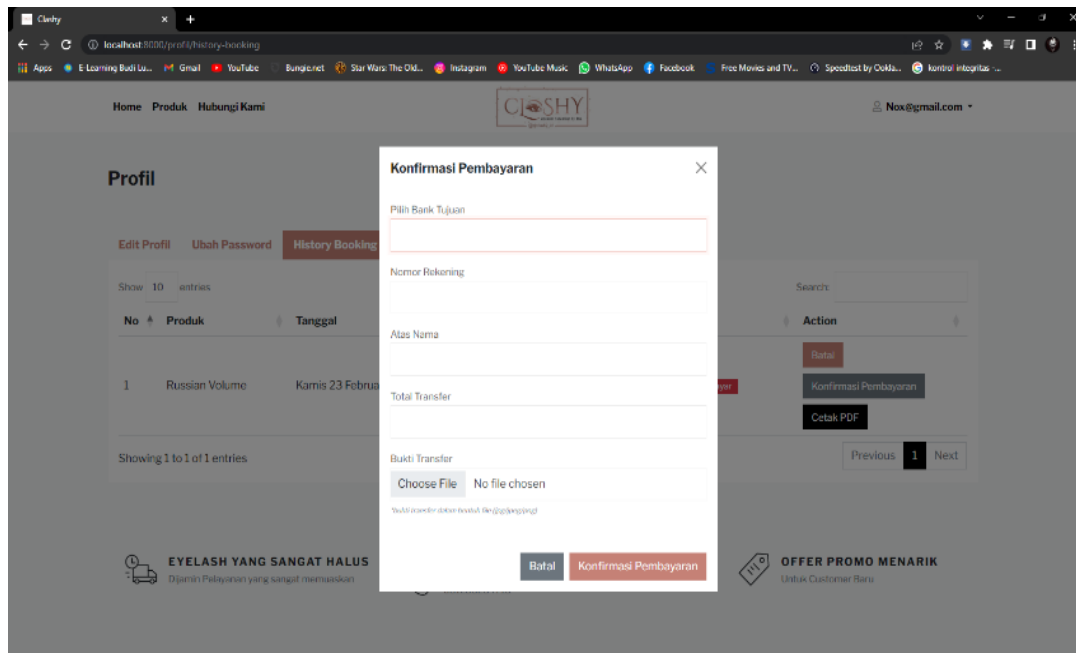 Clashy
localhost:8000/profil/history-booking
Apps E-Learning Budi Lu... Gmail YouTube Bungie.net Star Wars: The Old... Instagram YouTube Music WhatsApp Facebook Free Movies and TV... Speedtest by Ookla... kontrol integritas -...
Home Produk Hubungi Kami
CLASHY
Nox@gmail.com
Profil
Edit Profil Ubah Password History Booking
Show 10 entries
Search:
No Produk Tanggal Action
1 Russian Volume Kamis 23 Februa
Batal
Konfirmasi Pembayaran
Cetak PDF
Showing 1 to 1 of 1 entries
Previous 1 Next
Konfirmasi Pembayaran
Pilih Bank Tujuan
Nomor Rekening
Atas Nama
Total Transfer
Bukti Transfer
Choose File No file chosen
Batal Konfirmasi Pembayaran
EYELASH YANG SANGAT HALUS
Dijamin Pelayanan yang sangat memuaskan
OFFER PROMO MENARIK
Untuk Customer Baru